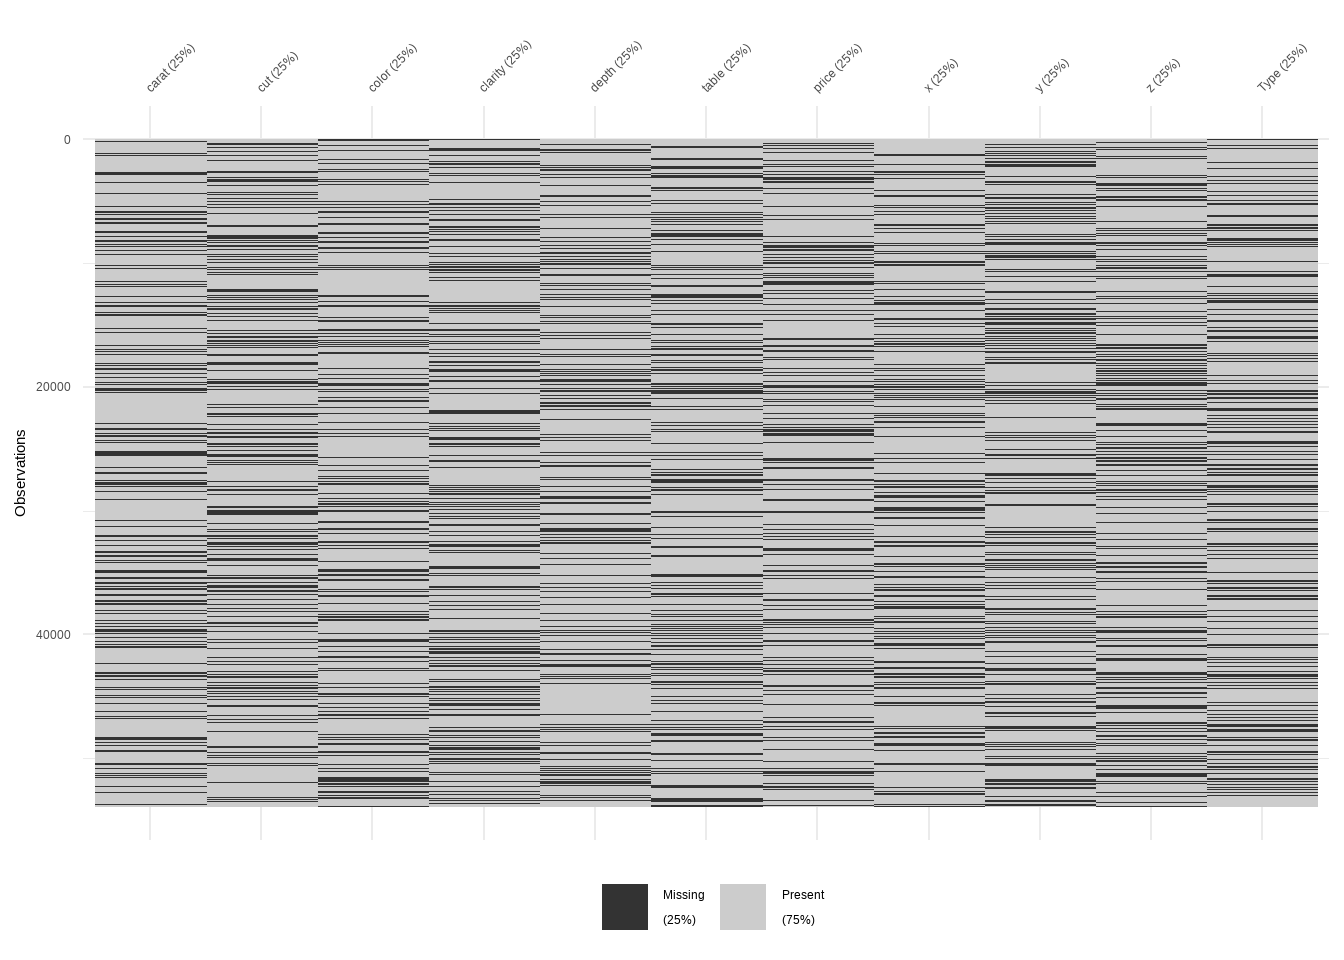 carat (25%)
cut (25%)
color (25%)
clarity (25%)
depth (25%)
table (25%)
price (25%)
x (25%)
y (25%)
z (25%)
Type (25%)
0
20000
40000
Observations
Missing
(25%)
Present
(75%)